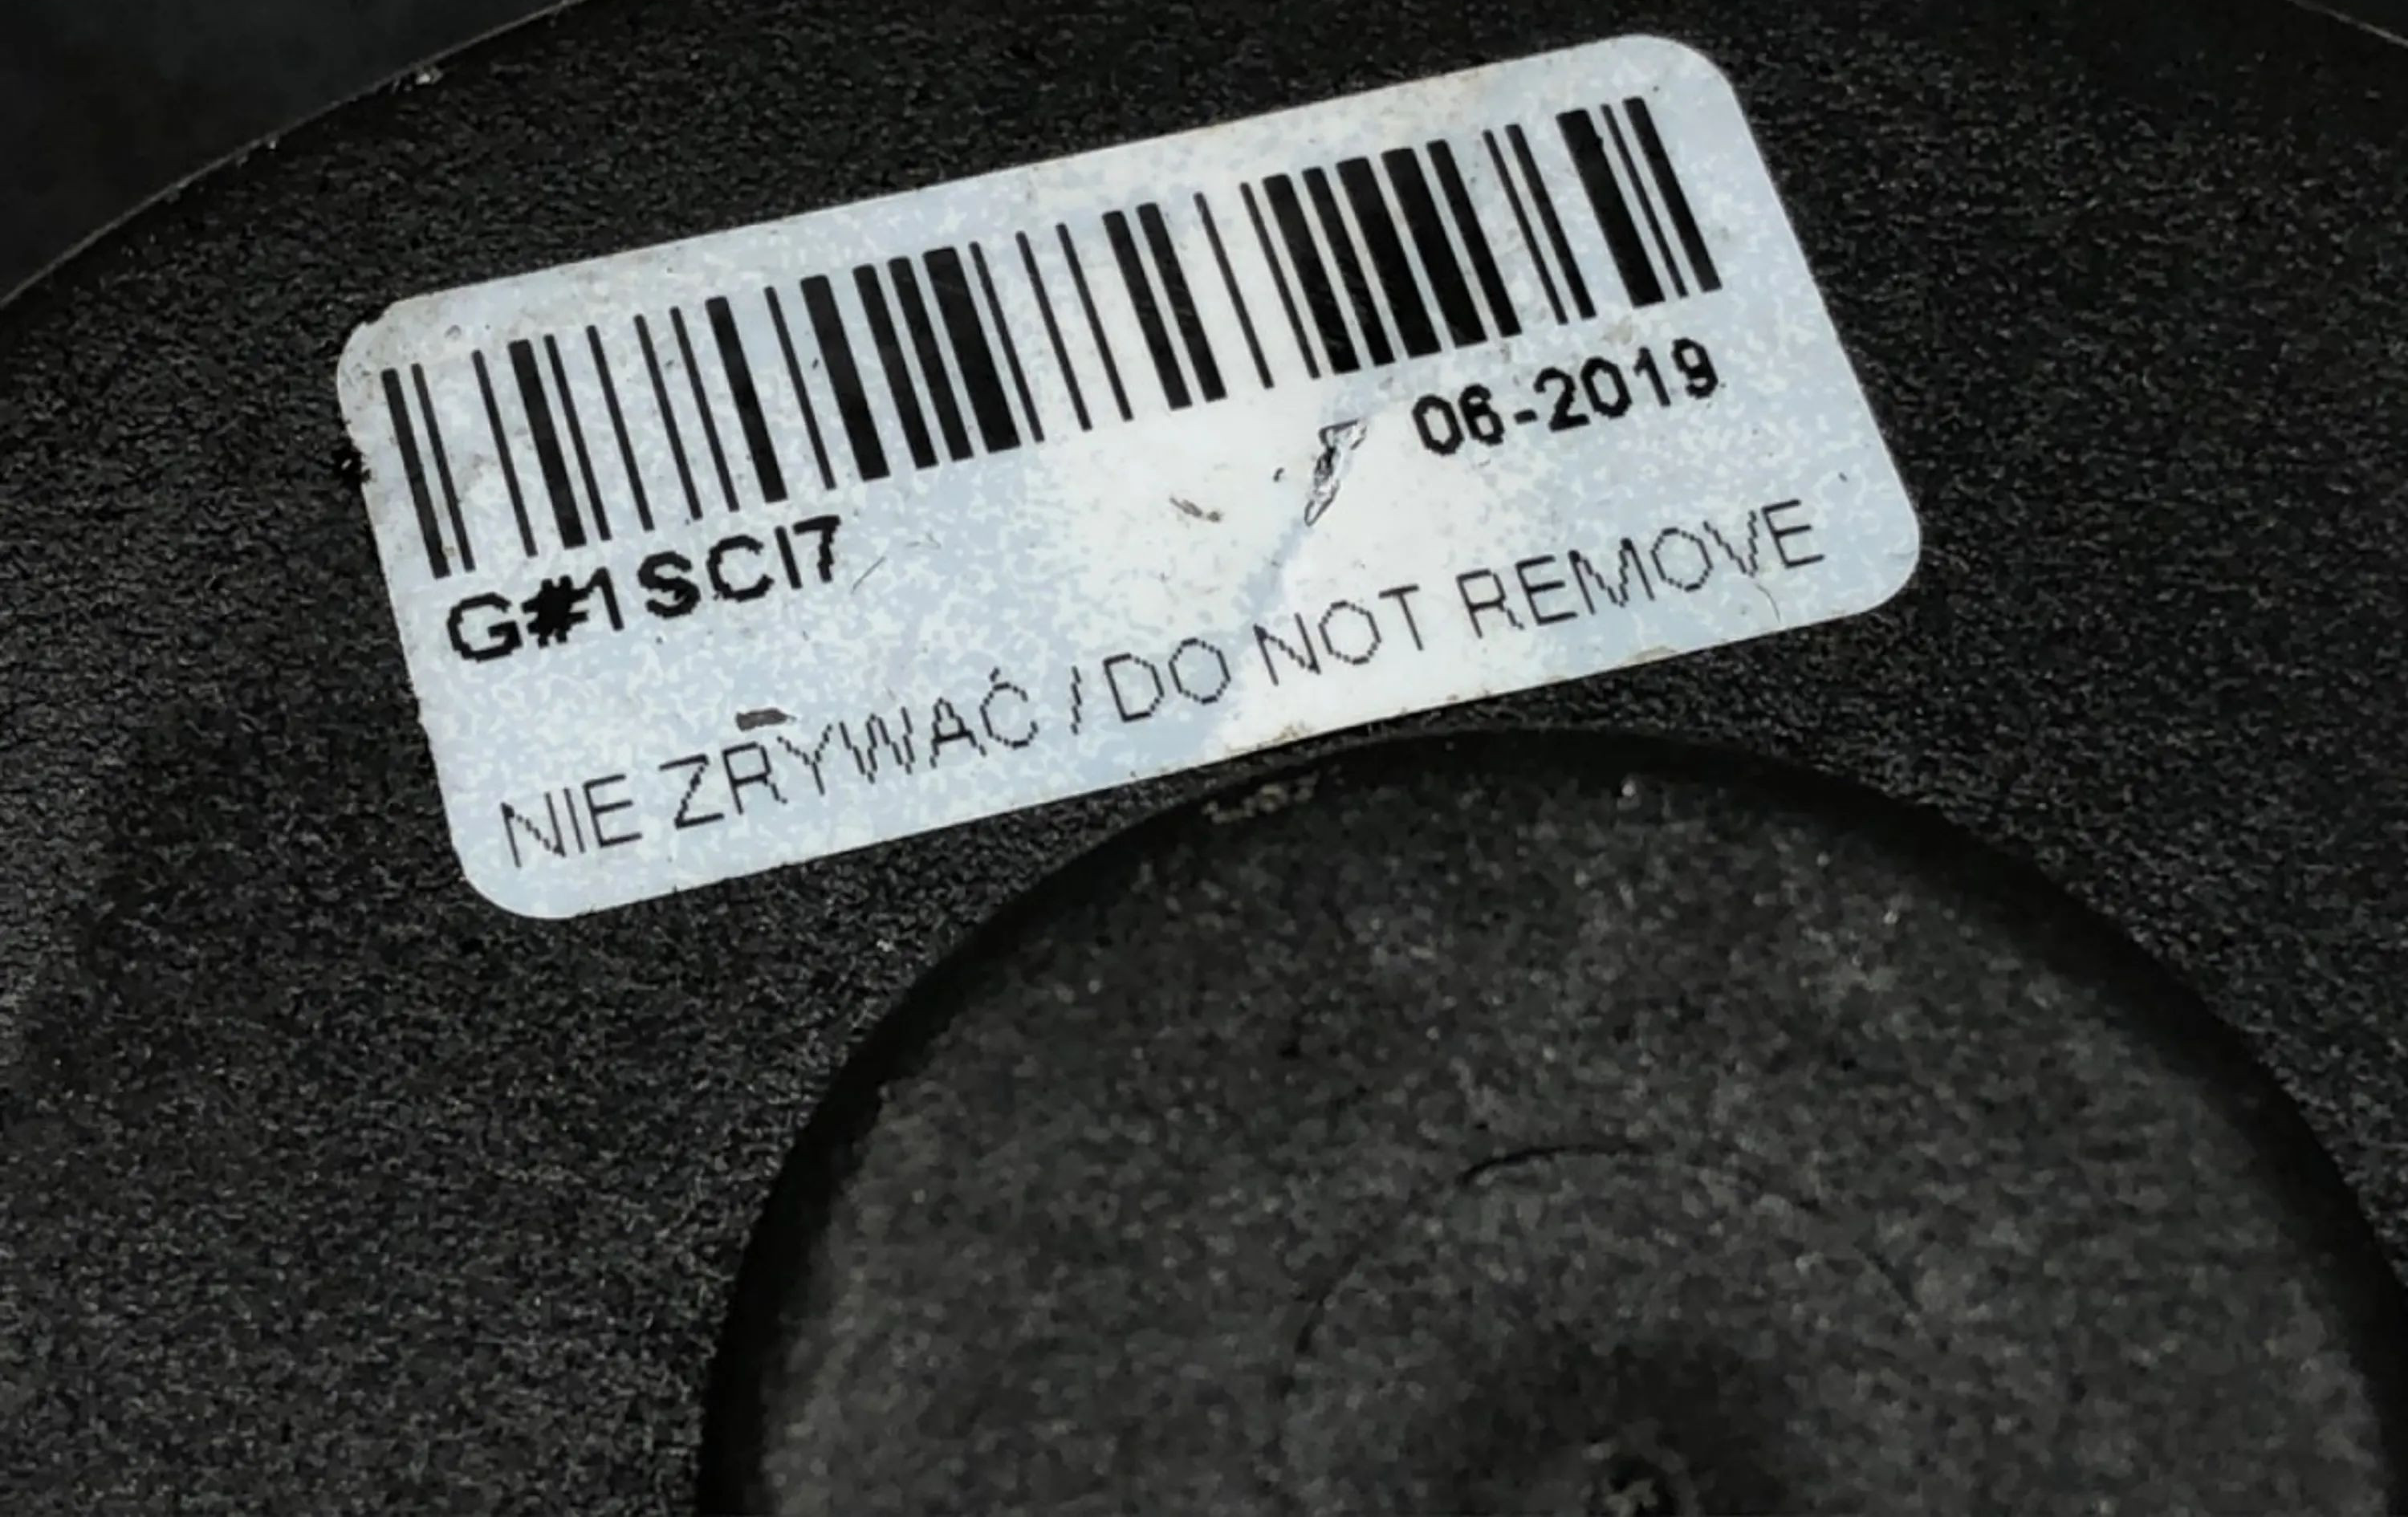 G#1SCI7
06-2019
NIE ZRYWAĆ / DO NOT REMOVE